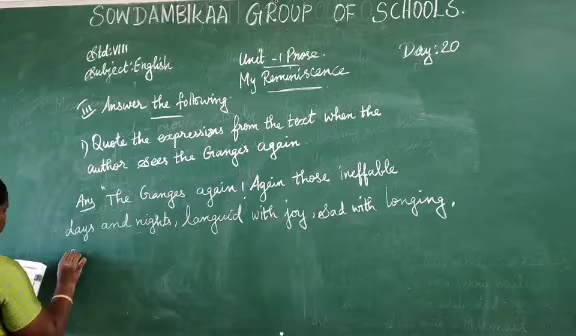 SOWDAMBIKAA GROUP OF SCHOOLS.
Std:VIII
Subject:English
Unit -1 Prose.
My Reminiscence
Day:20
III Answer the following.
1) Quote the expressions from the text when the
author sees the Ganges again.
Ans "The Ganges again! Again those ineffable
days and nights, languid with joy, sad with longing.